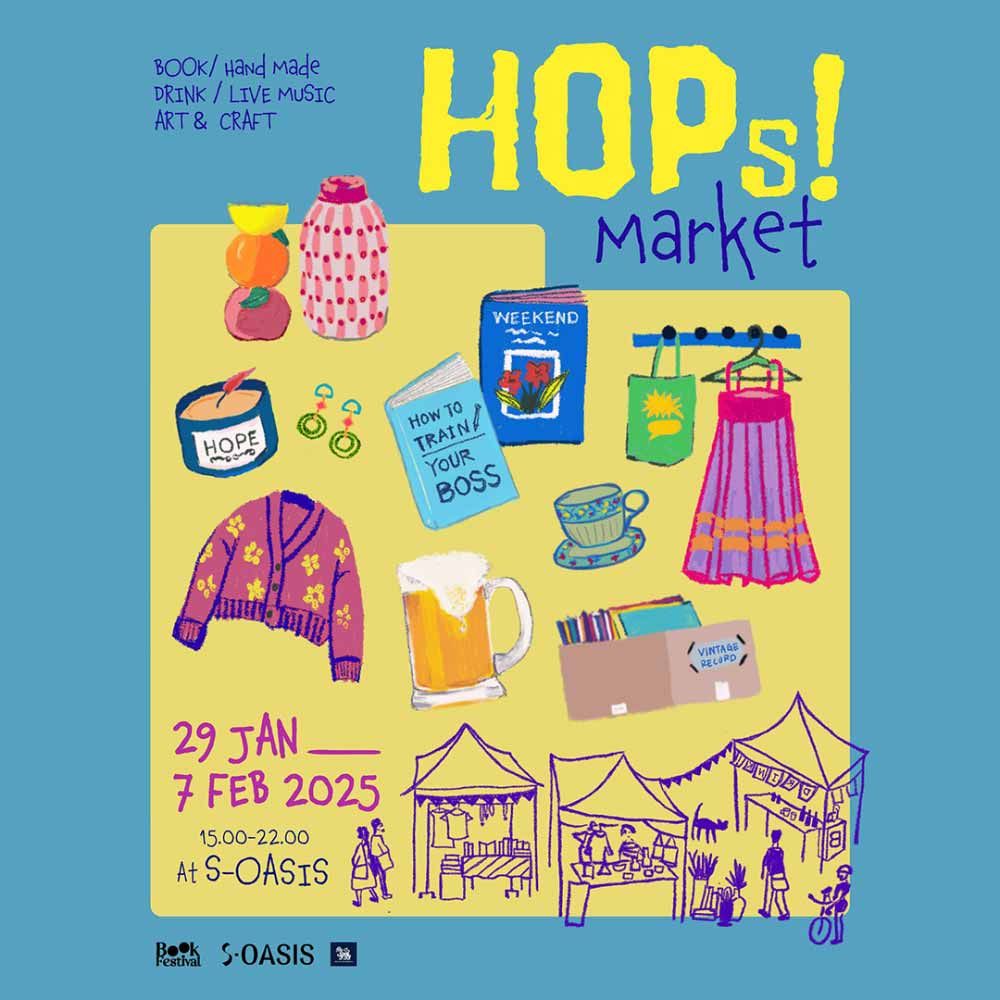 BOOK/ Hand Made
DRINK / LIVE MUSIC
ART & CRAFT
HOPs!
Market
WEEKEND
HOW TO
TRAIN
YOUR
BOSS
HOPE
VINTAGE
RECORD
29 JAN
7 FEB 2025
15.00-22.00
At S-OASIS
Book
Festival
S-OASIS